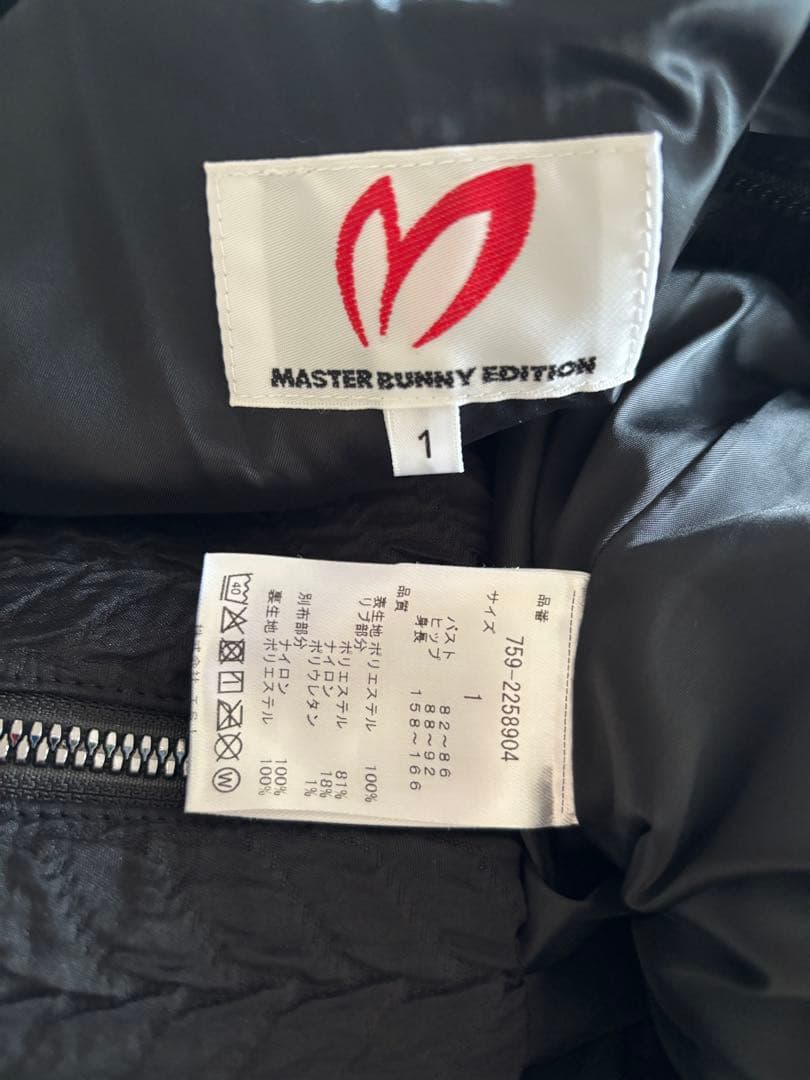 MASTER BUNNY EDITION
1
品番 759-2258904
サイズ 1
バスト 82～86
ヒップ 88～92
身長 158～166
品質
表生地 ポリエステル 100%
リブ部分
ポリエステル 81%
ナイロン 18%
ポリウレタン 1%
別布部分
ナイロン 100%
裏生地 ポリエステル 100%
40
W